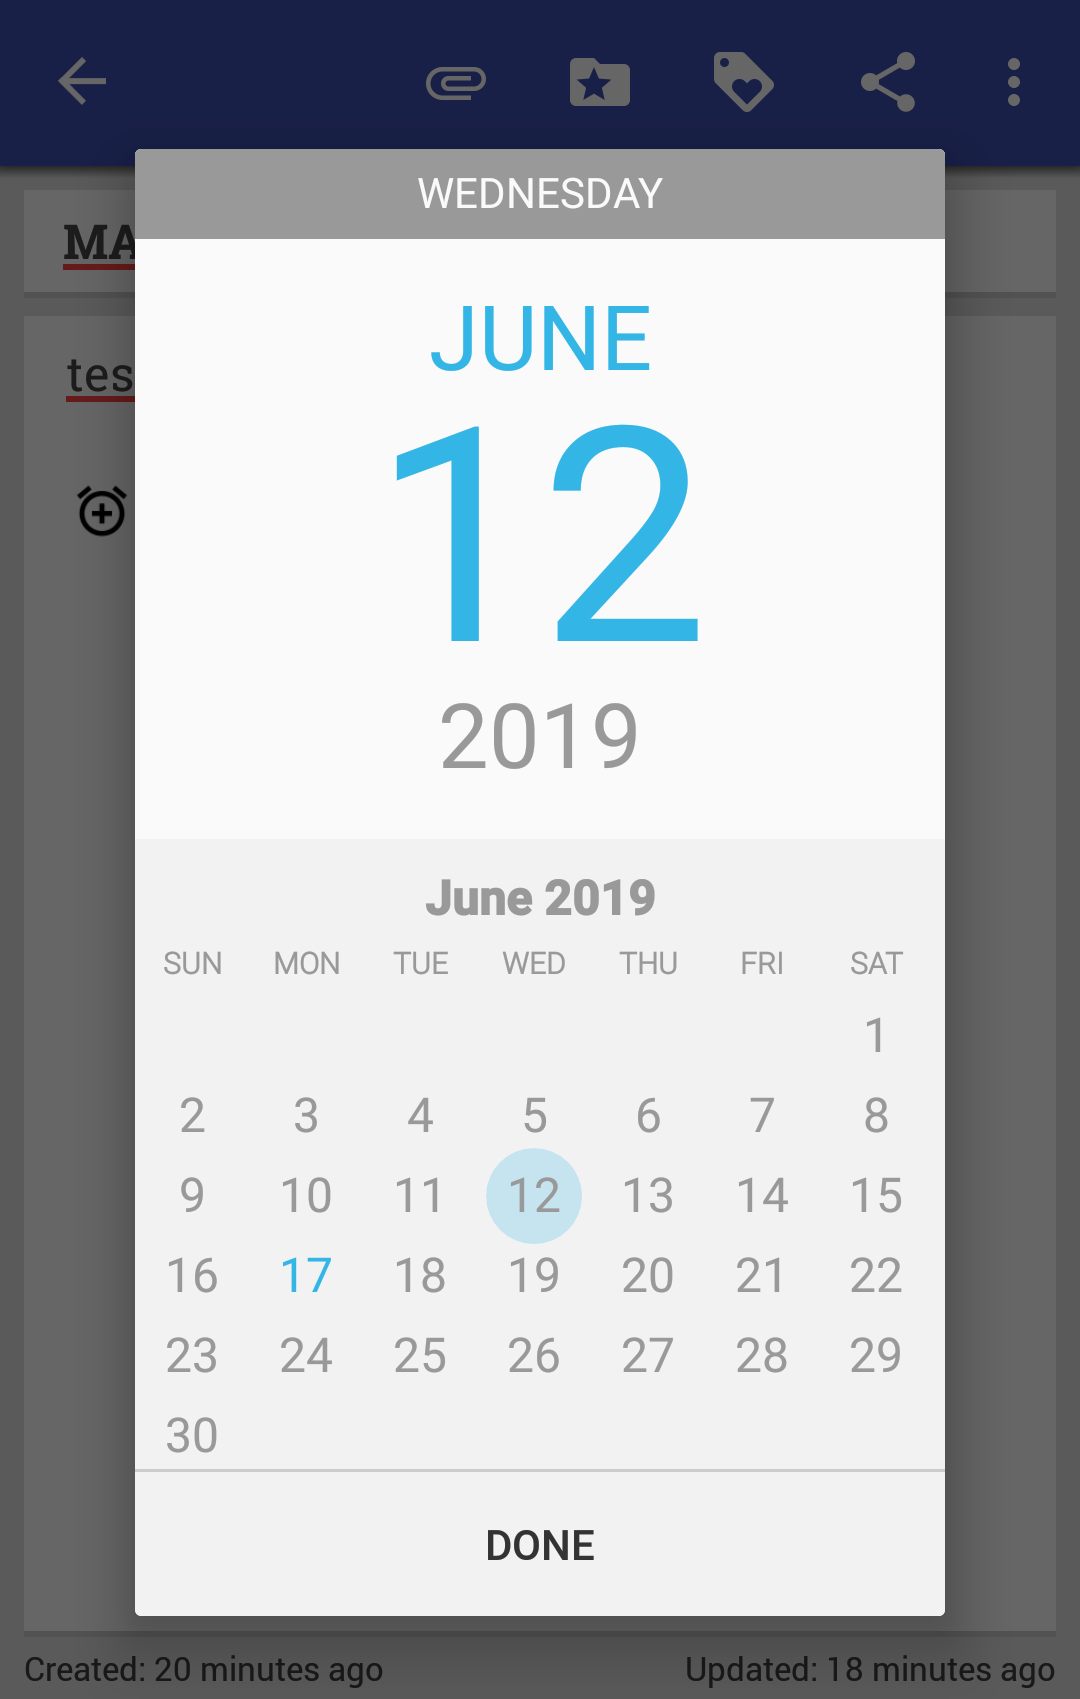 WEDNESDAY
MA
tes
JUNE
12
2019
June 2019
SUN MON TUE WED THU FRI SAT
1
2 3 4 5 6 7 8
9 10 11 12 13 14 15
16 17 18 19 20 21 22
23 24 25 26 27 28 29
30
DONE
Created: 20 minutes ago Updated: 18 minutes ago